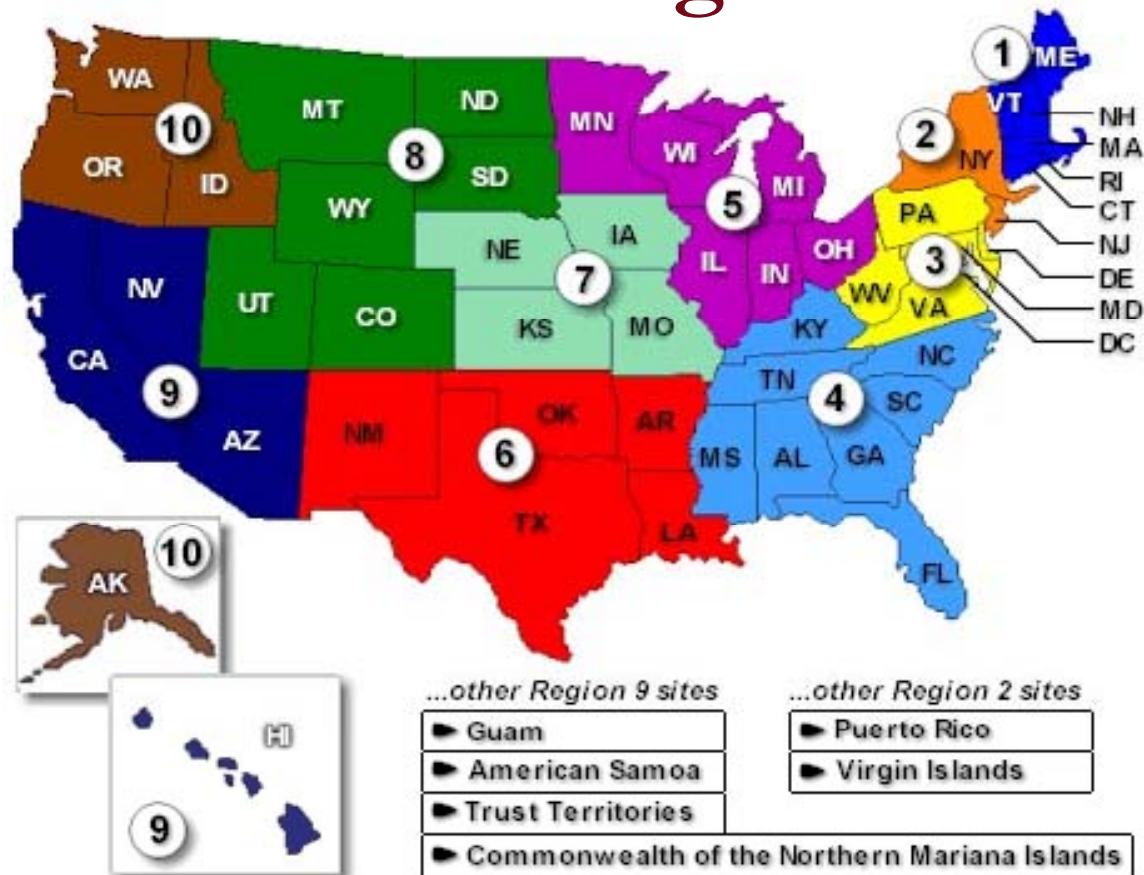 g
1
ME
WA
VT
MT
ND
MN
NH
10
2
MA
8
WI
NY
OR
ID
SD
MI
RI
WY
5
PA
CT
NE
IA
OH
NJ
3
IL
IN
DE
NV
7
WV
UT
VA
MD
CO
KS
MO
KY
DC
CA
NC
TN
9
4
SC
OK
AR
NM
AZ
6
MS
AL
GA
TX
LA
10
FL
AK
...other Region 9 sites
Guam
American Samoa
Trust Territories
Commonwealth of the Northern Mariana Islands
...other Region 2 sites
Puerto Rico
Virgin Islands
HI
9